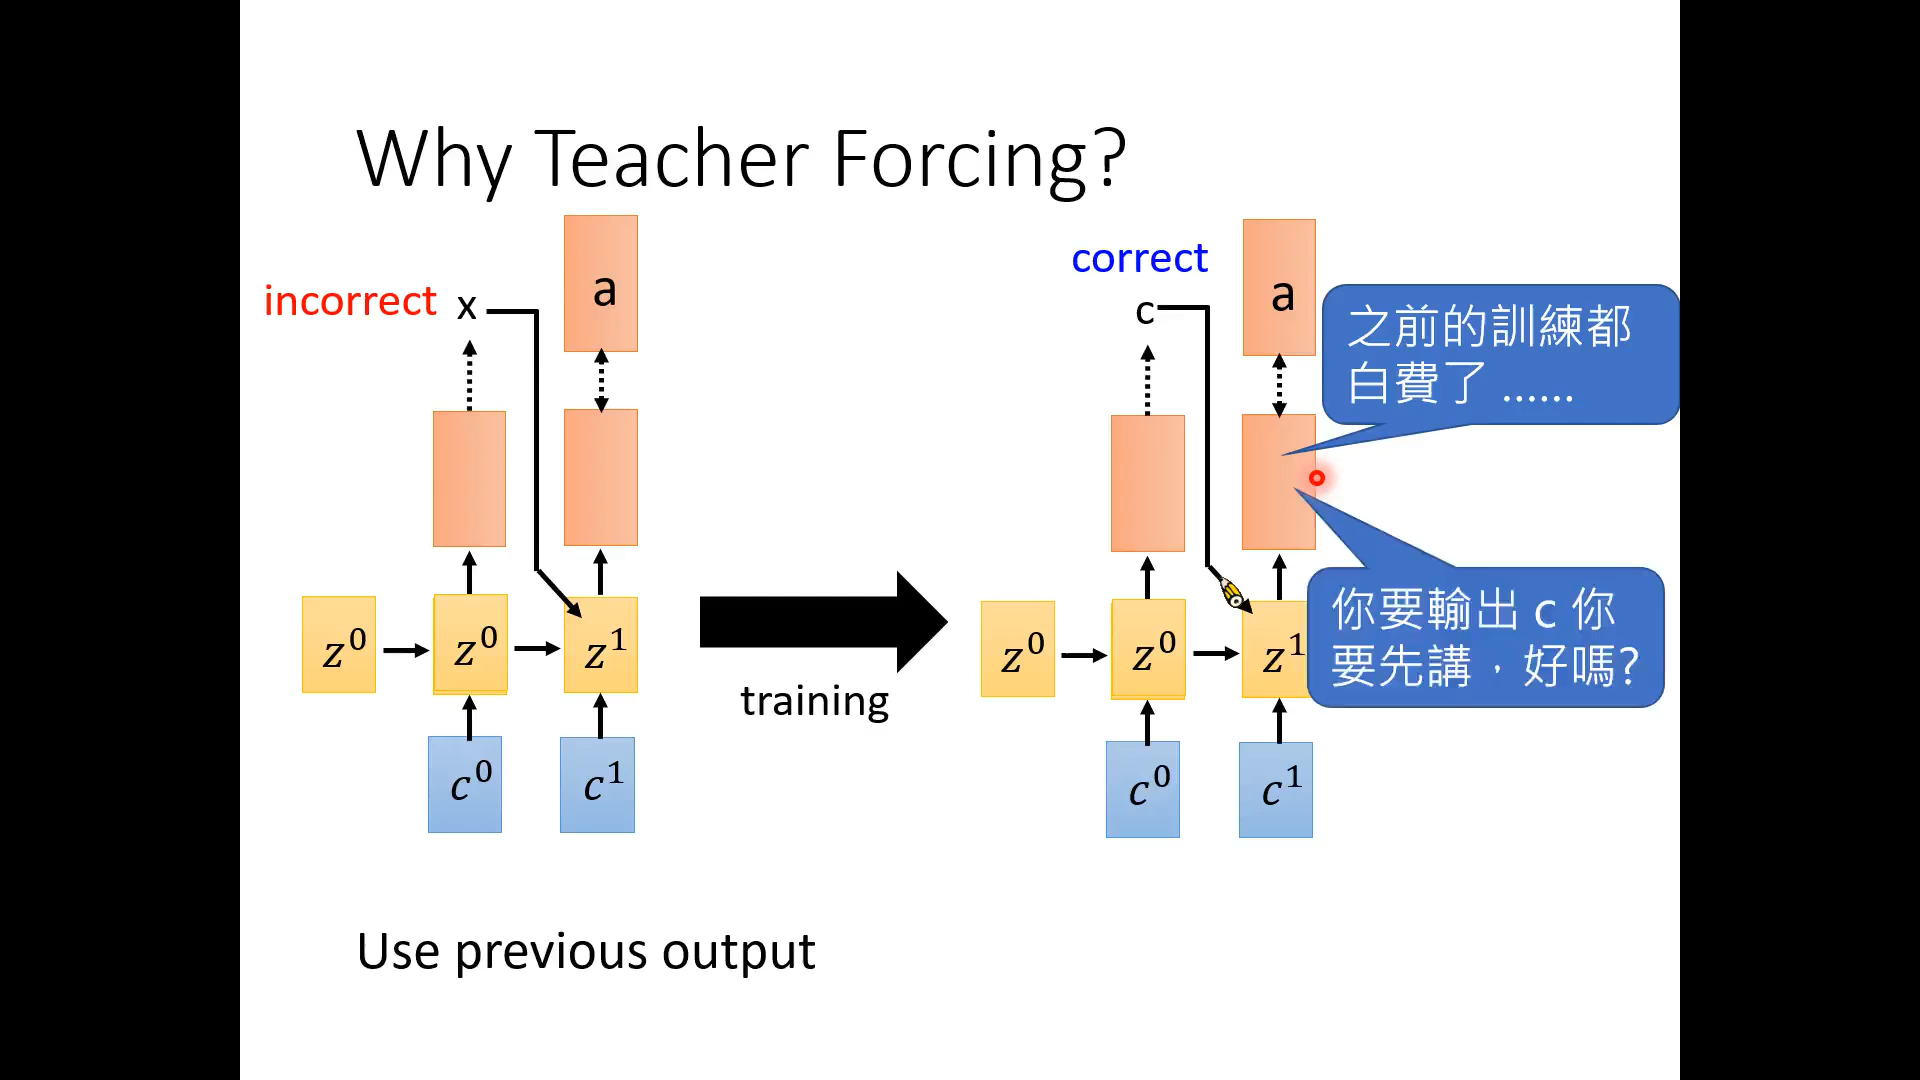 Why Teacher Forcing?
incorrect
x
a
z⁰
z⁰
z¹
c⁰
c¹
training
correct
c
a
之前的訓練都
白費了 ......
你要輸出 c 你
要先講，好嗎?
z⁰
z⁰
z¹
c⁰
c¹
Use previous output